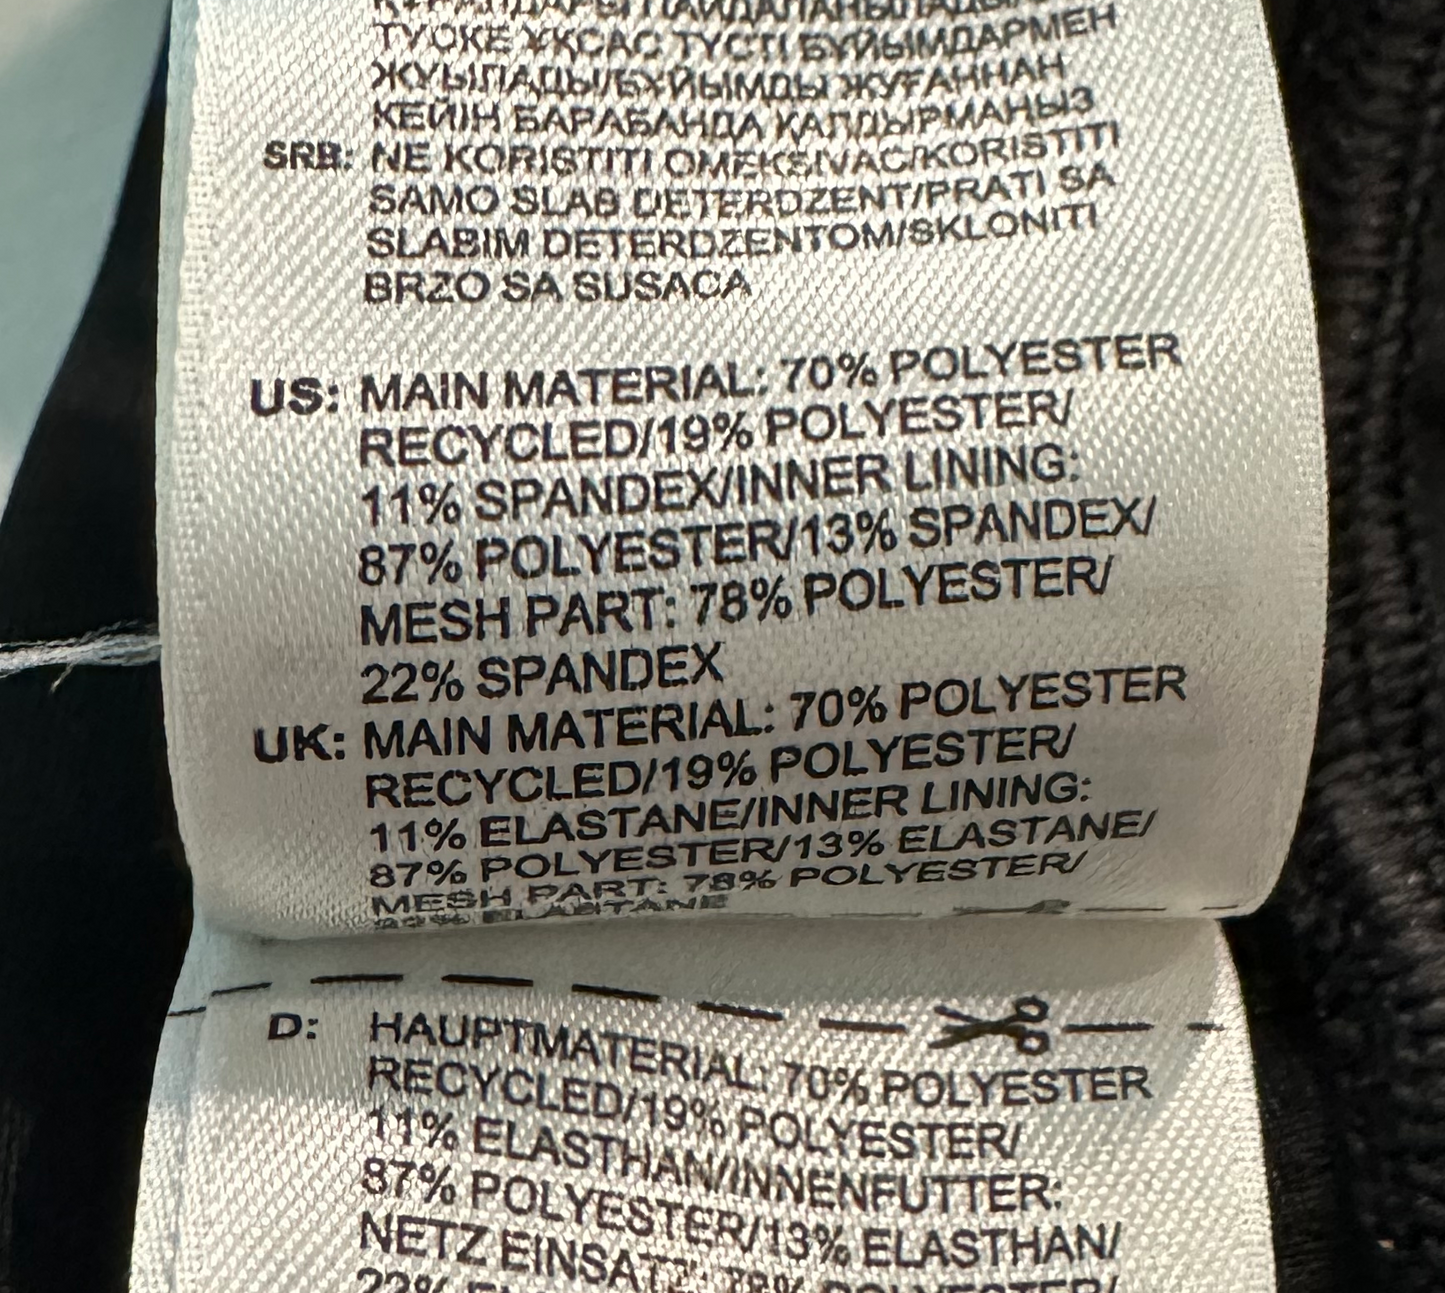 ТҮСКЕ ҰҚСАС ТҮСТІ БҰЙЫМДАРМЕН
ЖУЫЛАДЫ/БҰЙЫМДЫ ЖУҒАННАН
КЕЙІН БАРАБАНДА ҚАЛДЫРМАҢЫЗ
SRB: NE KORISTITI OMEKSIVAC/KORISTITI
SAMO SLAB DETERDZENT/PRATI SA
SLABIM DETERDZENTOM/SKLONITI
BRZO SA SUSACA
US: MAIN MATERIAL: 70% POLYESTER
RECYCLED/19% POLYESTER/
11% SPANDEX/INNER LINING:
87% POLYESTER/13% SPANDEX/
MESH PART: 78% POLYESTER/
22% SPANDEX
UK: MAIN MATERIAL: 70% POLYESTER
RECYCLED/19% POLYESTER/
11% ELASTANE/INNER LINING:
87% POLYESTER/13% ELASTANE/
MESH PART: 78% POLYESTER/
22% ELASTANE
D: HAUPTMATERIAL: 70% POLYESTER
RECYCLED/19% POLYESTER/
11% ELASTHAN/INNENFUTTER:
87% POLYESTER/13% ELASTHAN/
NETZ EINSATZ: 78% POLYESTER/
22%